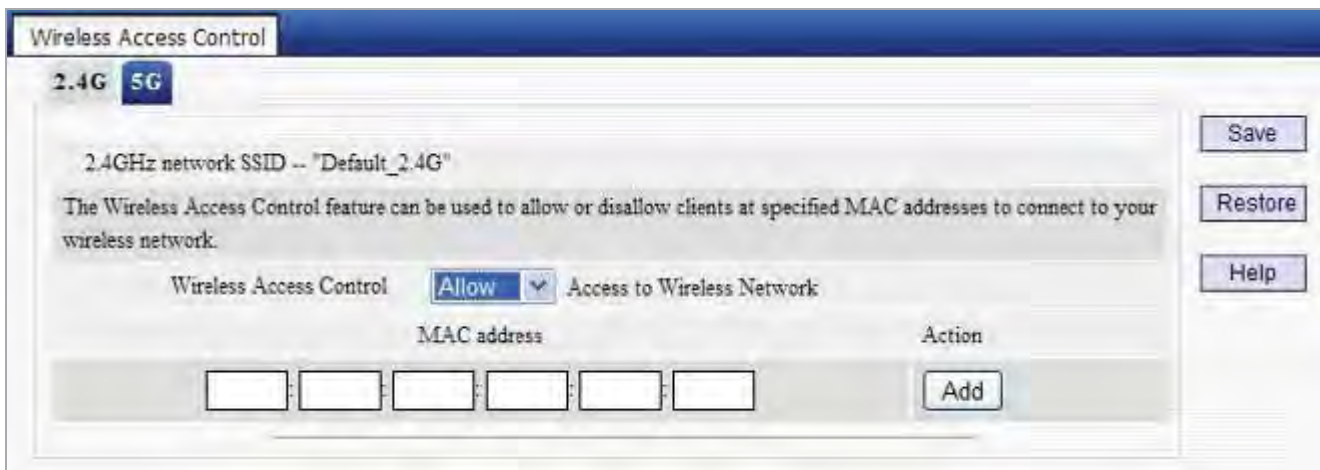 Wireless Access Control
2.4G 5G
2.4GHz network SSID -- "Default_2.4G"
The Wireless Access Control feature can be used to allow or disallow clients at specified MAC addresses to connect to your
wireless network.
Wireless Access Control Allow Access to Wireless Network
MAC address Action
: : : : : Add
Save
Restore
Help